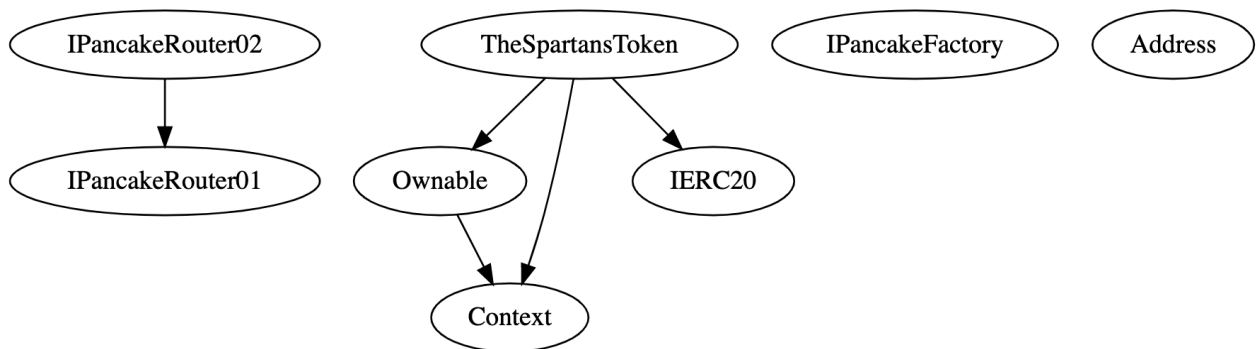 IPancakeRouter02
TheSpartansToken
IPancakeFactory
Address
IPancakeRouter01
Ownable
IERC20
Context